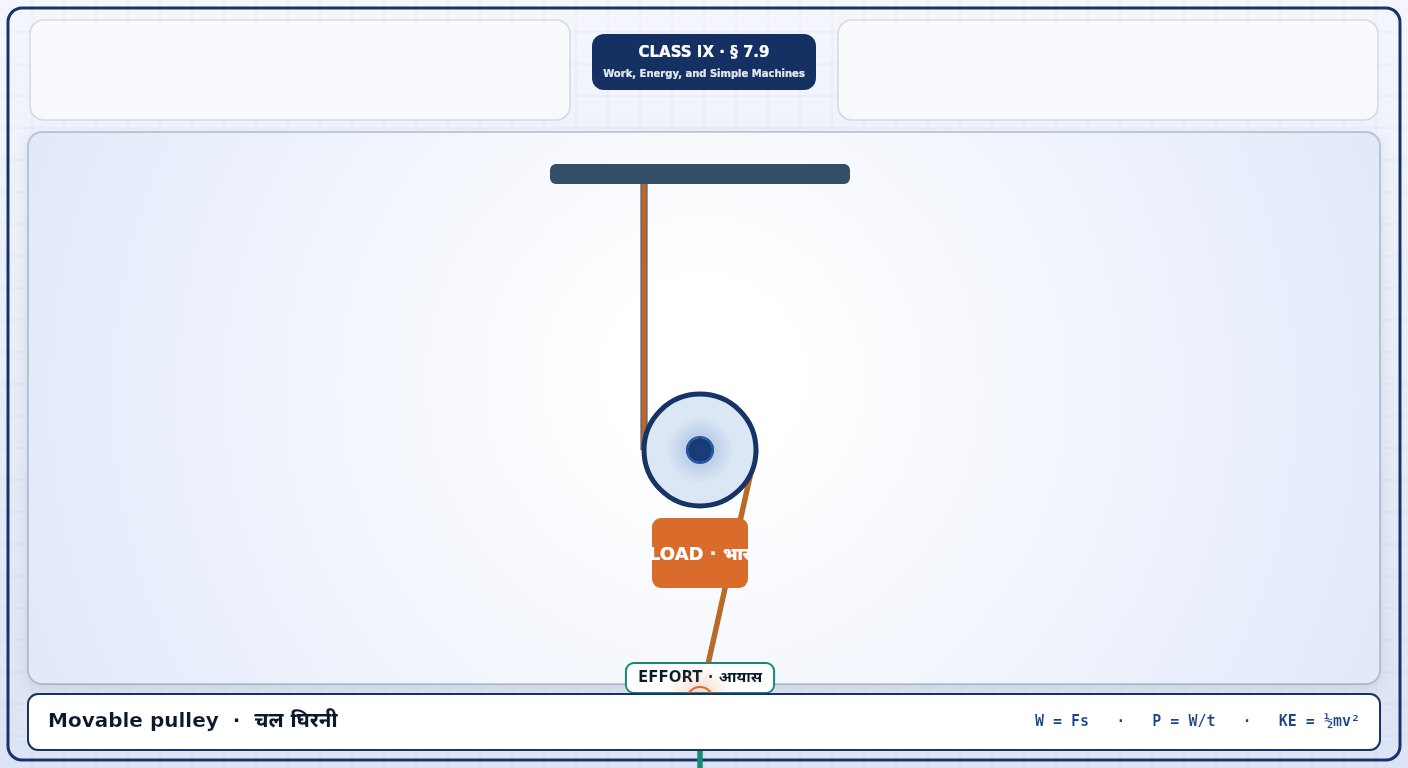 CLASS IX · § 7.9
Work, Energy, and Simple Machines
LOAD · भार
EFFORT · आयास
Movable pulley · चल घिरनी
W = Fs · P = W/t · KE = ½mv²